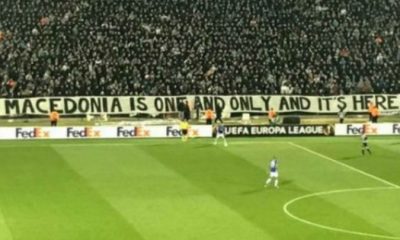 MACEDONIA IS ONE AND ONLY AND IT'S HERE
FedEx FedEx FedEx FedEx UEFA EUROPA LEAGUE FedEx